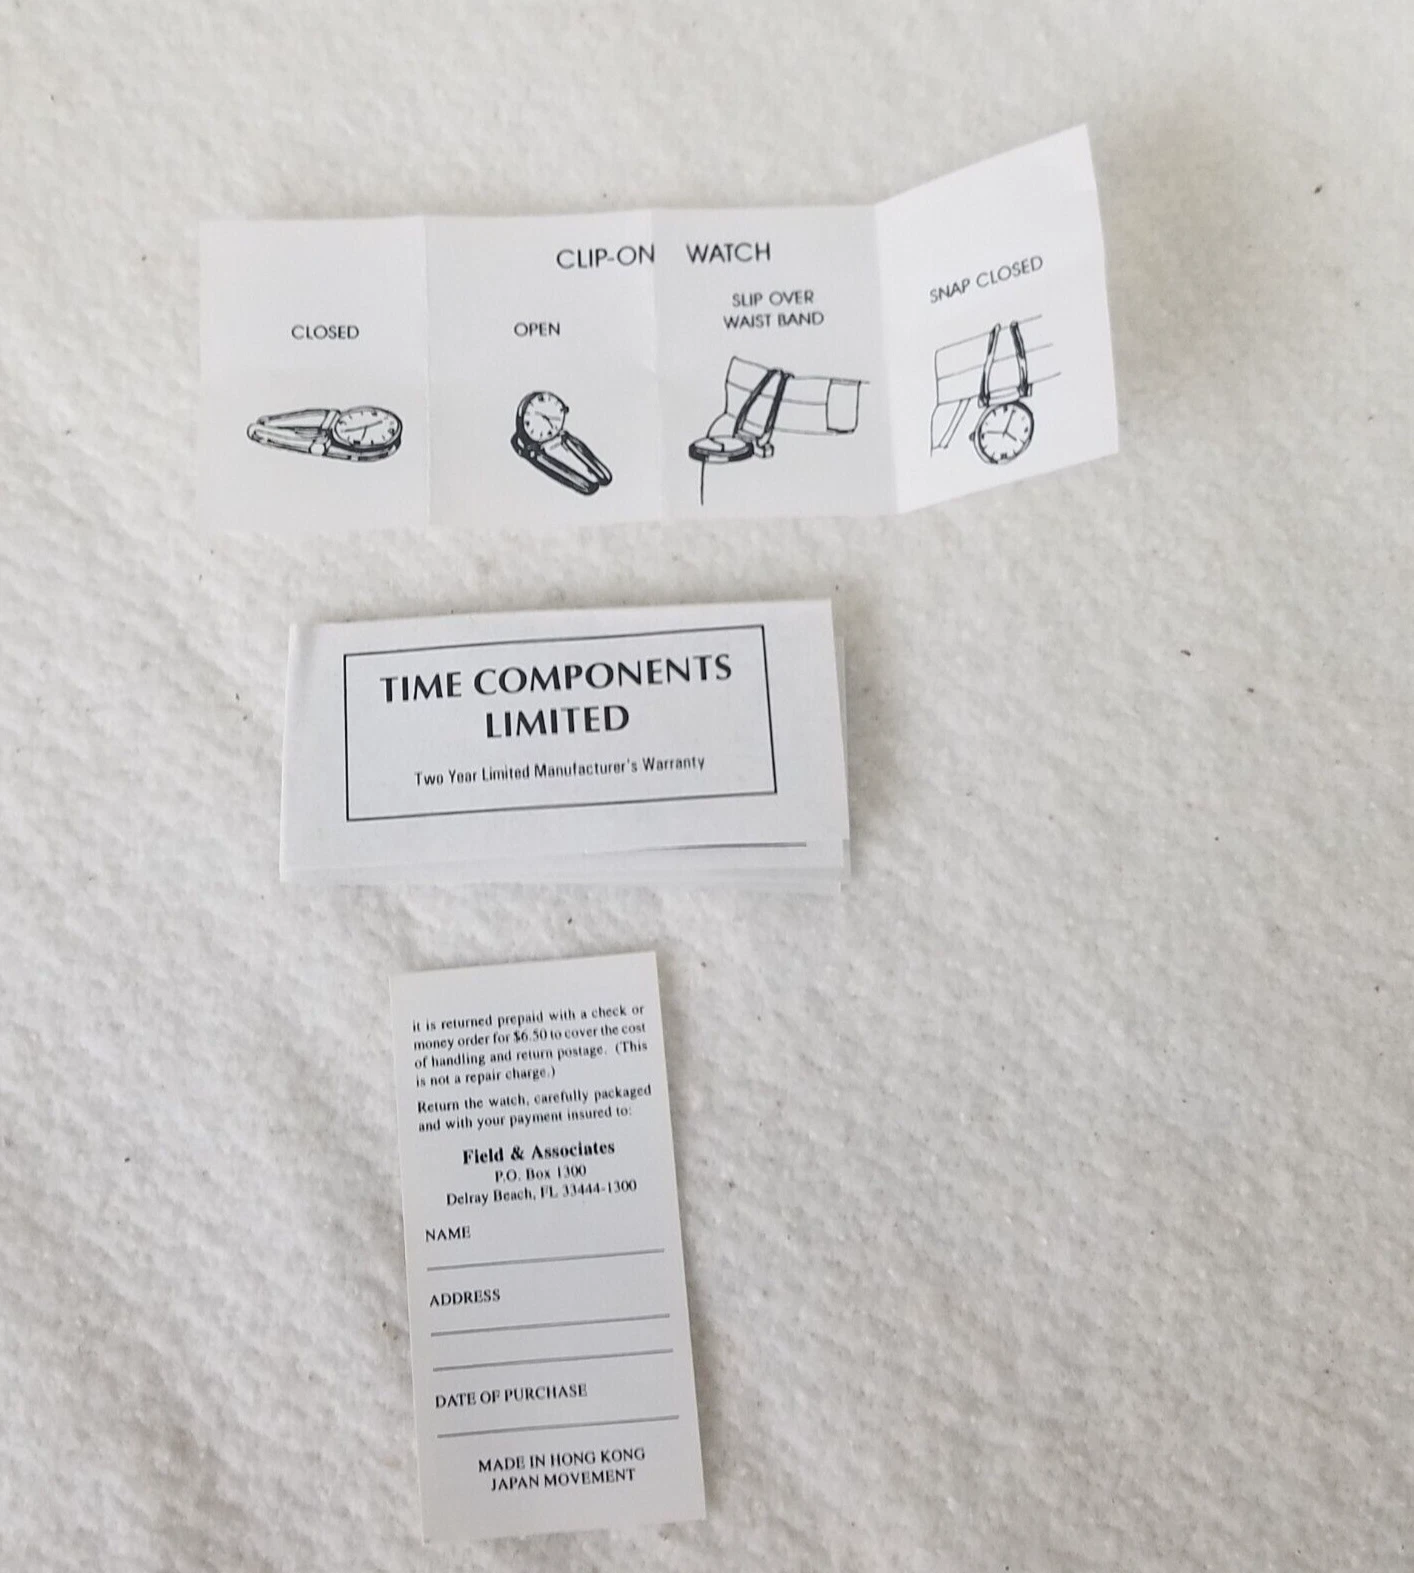 CLIP-ON WATCH
CLOSED
OPEN
SLIP OVER
WAIST BAND
SNAP CLOSED
TIME COMPONENTS
LIMITED
Two Year Limited Manufacturer's Warranty
it is returned prepaid with a check or
money order for $6.50 to cover the cost
of handling and return postage. (This
is not a repair charge.)
Return the watch, carefully packaged
and with your payment insured to:
Field & Associates
P.O. Box 1300
Delray Beach, FL 33444-1300
NAME
ADDRESS
DATE OF PURCHASE
MADE IN HONG KONG
JAPAN MOVEMENT